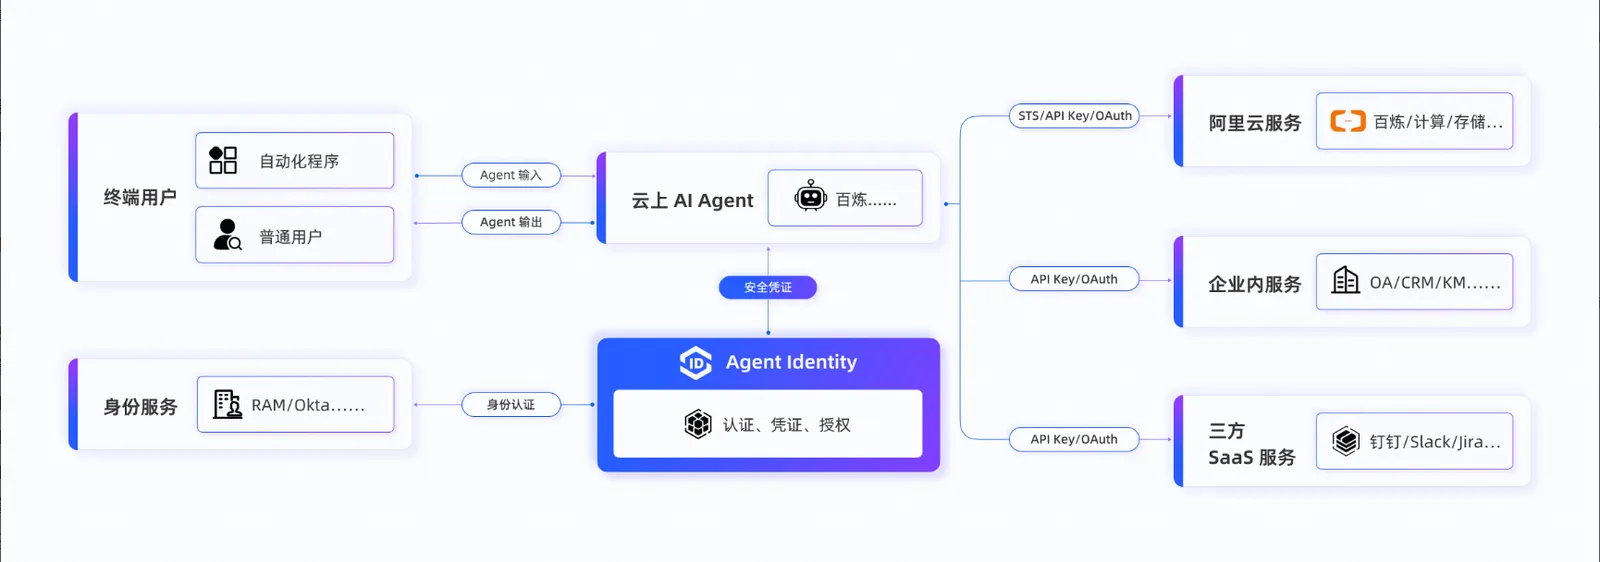 终端用户
自动化程序
普通用户
Agent 输入
Agent 输出
云上 AI Agent
百炼......
安全凭证
ID
Agent Identity
认证、凭证、授权
身份服务
RAM/Okta......
身份认证
STS/API Key/OAuth
阿里云服务
百炼/计算/存储...
API Key/OAuth
企业内服务
OA/CRM/KM......
API Key/OAuth
三方
SaaS 服务
钉钉/Slack/Jira...